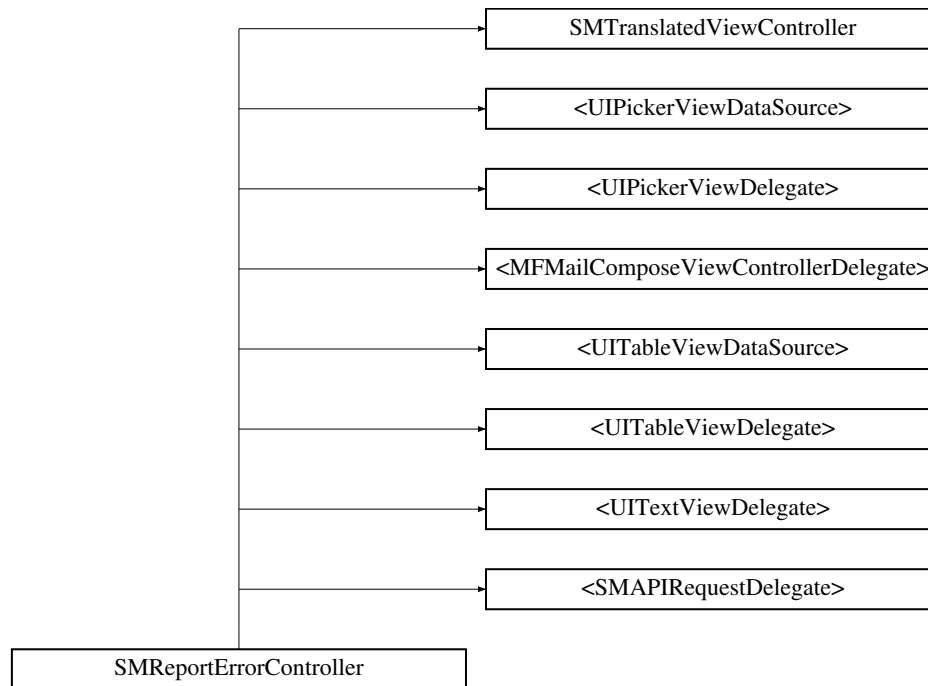 SMTranslatedViewController
<UIPickerViewDataSource>
<UIPickerViewDelegate>
<MFMailComposeViewControllerDelegate>
<UITableViewDataSource>
<UITableViewDelegate>
<UITextViewDelegate>
<SMAPIRequestDelegate>
SMReportErrorController